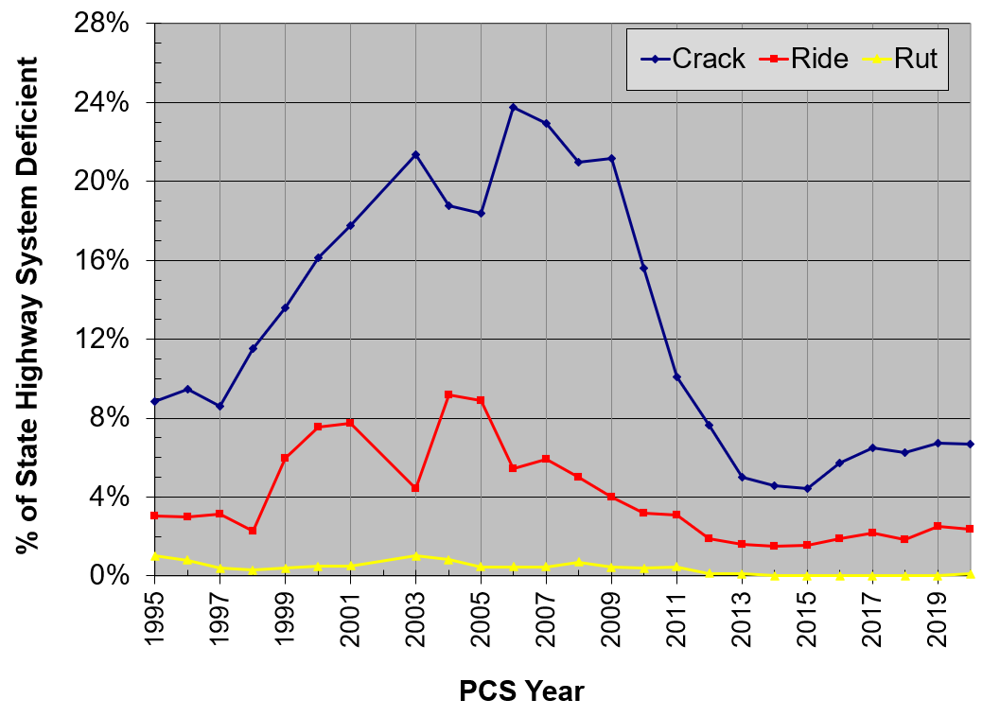 28%
24%
20%
16%
12%
8%
4%
0%
% of State Highway System Deficient
Crack Ride Rut
1995 1997 1999 2001 2003 2005 2007 2009 2011 2013 2015 2017 2019
PCS Year